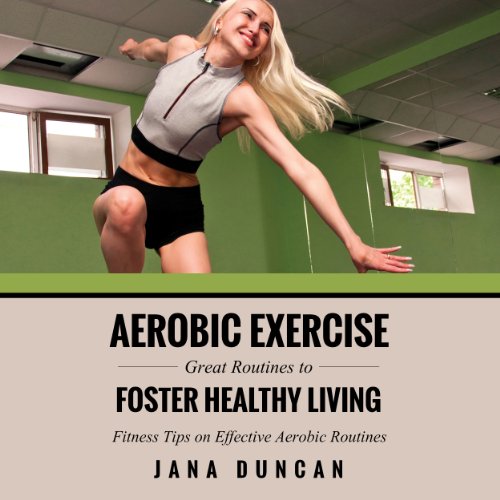 AEROBIC EXERCISE
Great Routines to
FOSTER HEALTHY LIVING
Fitness Tips on Effective Aerobic Routines
JANA DUNCAN